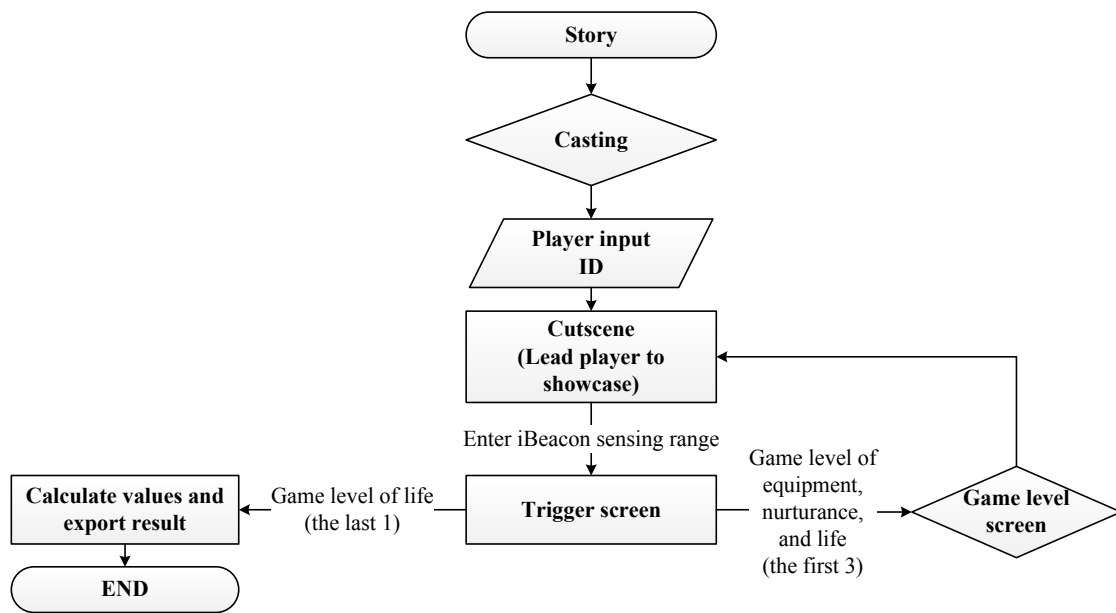 Story
Casting
Player input
ID
Cutscene
(Lead player to
showcase)
Enter iBeacon sensing range
Trigger screen
Game level of
equipment,
nurturance,
and life
(the first 3)
Game level
screen
Game level of life
(the last 1)
Calculate values and
export result
END